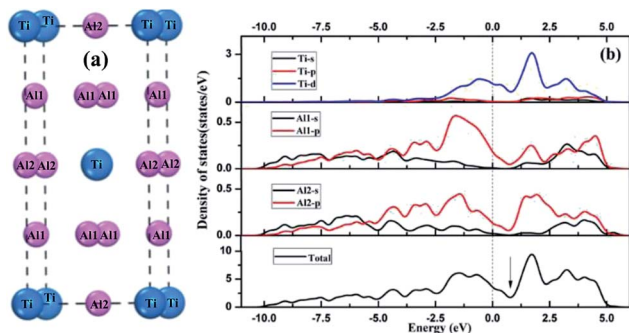 Ti Ti Al2 Ti Ti
(a)
Al1 Al1 Al1 Al1
Al2 Al2 Ti Al2 Al2
Al1 Al1 Al1 Al1
Ti Ti Al2 Ti Ti
-10.0 -7.5 -5.0 -2.5 0.0 2.5 5.0
(b)
Ti-s
Ti-p
Ti-d
3
0
Al1-s
Al1-p
0.5
0.0
Al2-s
Al2-p
0.5
0.0
Total
10
5
0
-10.0 -7.5 -5.0 -2.5 0.0 2.5 5.0
Energy (eV)
Density of states(states/eV)